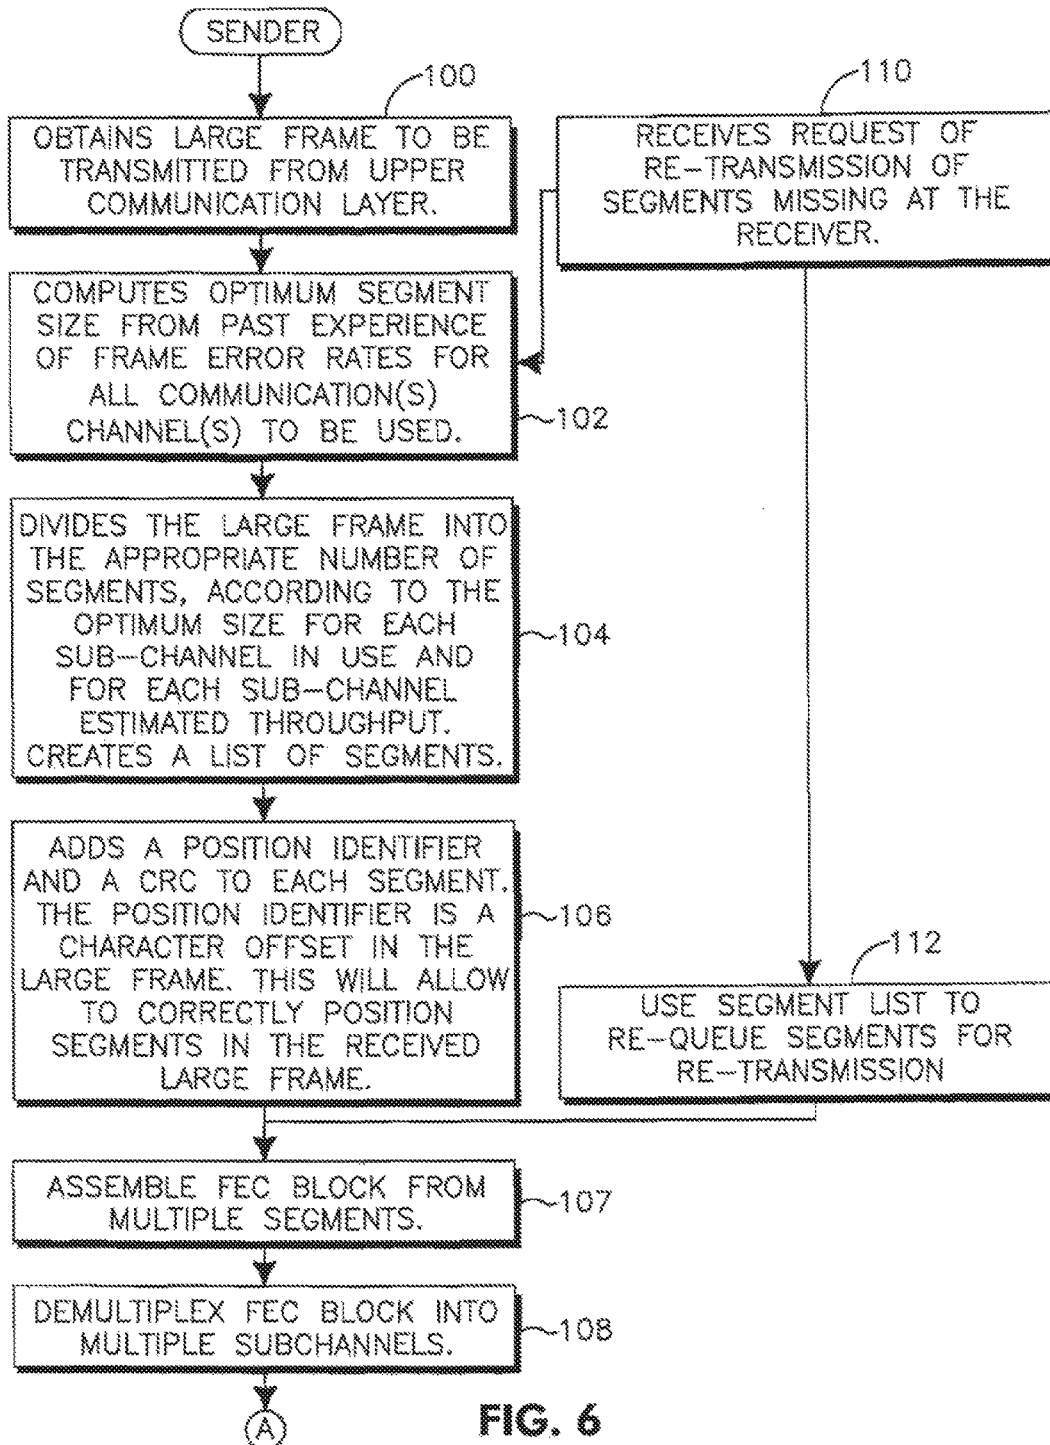 SENDER
100
OBTAINS LARGE FRAME TO BE
TRANSMITTED FROM UPPER
COMMUNICATION LAYER.
110
RECEIVES REQUEST OF
RE-TRANSMISSION OF
SEGMENTS MISSING AT THE
RECEIVER.
COMPUTES OPTIMUM SEGMENT
SIZE FROM PAST EXPERIENCE
OF FRAME ERROR RATES FOR
ALL COMMUNICATION(S)
CHANNEL(S) TO BE USED.
102
DIVIDES THE LARGE FRAME INTO
THE APPROPRIATE NUMBER OF
SEGMENTS, ACCORDING TO THE
OPTIMUM SIZE FOR EACH
SUB-CHANNEL IN USE AND
FOR EACH SUB-CHANNEL
ESTIMATED THROUGHPUT.
CREATES A LIST OF SEGMENTS.
104
ADDS A POSITION IDENTIFIER
AND A CRC TO EACH SEGMENT.
THE POSITION IDENTIFIER IS A
CHARACTER OFFSET IN THE
LARGE FRAME. THIS WILL ALLOW
TO CORRECTLY POSITION
SEGMENTS IN THE RECEIVED
LARGE FRAME.
106
112
USE SEGMENT LIST TO
RE-QUEUE SEGMENTS FOR
RE-TRANSMISSION
ASSEMBLE FEC BLOCK FROM
MULTIPLE SEGMENTS.
107
DEMULTIPLEX FEC BLOCK INTO
MULTIPLE SUBCHANNELS.
108
A
FIG. 6